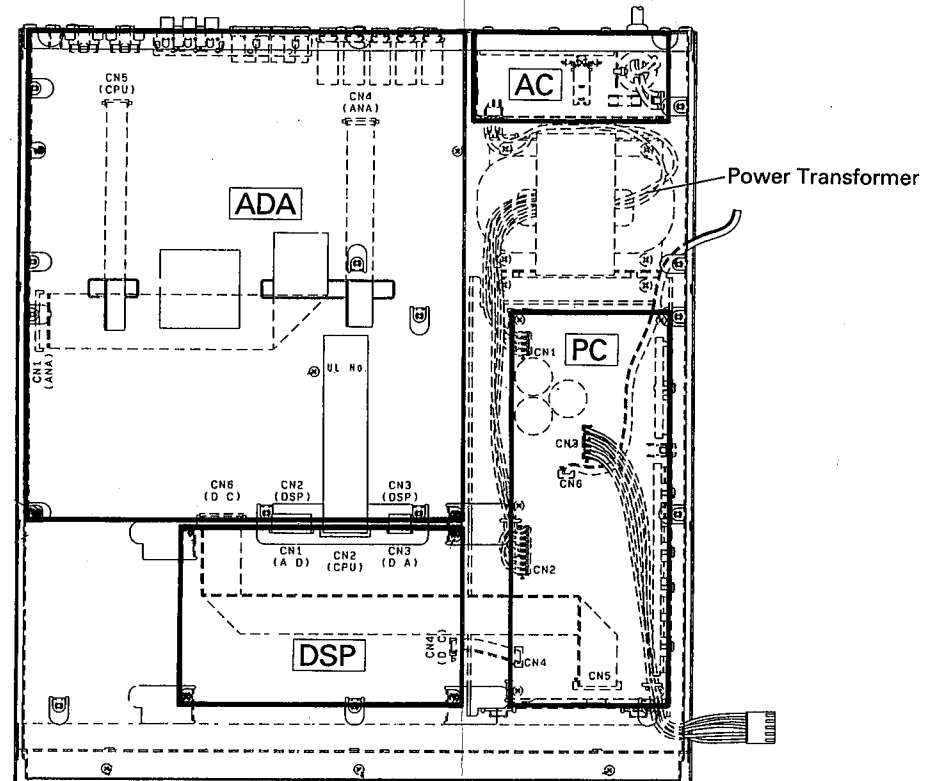 CN5
(CPU)
CN4
(ANA)
AC
Power Transformer
ADA
CN1
(ANA)
UL No.
CN1
PC
CN3
CN6
CN6
(D C)
CN2
(DSP)
CN3
(DSP)
CN1
(A D)
CN2
(CPU)
CN3
(D A)
CN2
DSP
CN4
(D C)
CN4
CN5